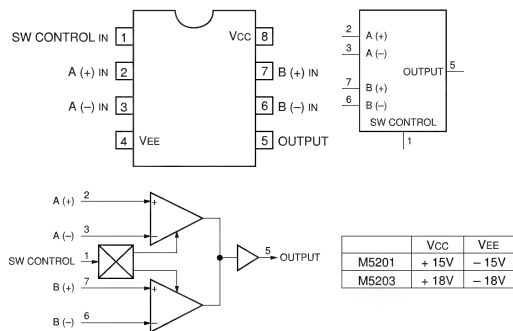 SW CONTROL IN 1 VCC 8
A (+) IN 2 7 B (+) IN
A (−) IN 3 6 B (−) IN
4 VEE 5 OUTPUT
2 A (+)
3 A (−)
OUTPUT 5
7 B (+)
6 B (−)
SW CONTROL
1
A (+) 2 +
A (−) 3 −
SW CONTROL 1
5 OUTPUT
B (+) 7 +
B (−) 6 −
VCC VEE
M5201 + 15V − 15V
M5203 + 18V − 18V